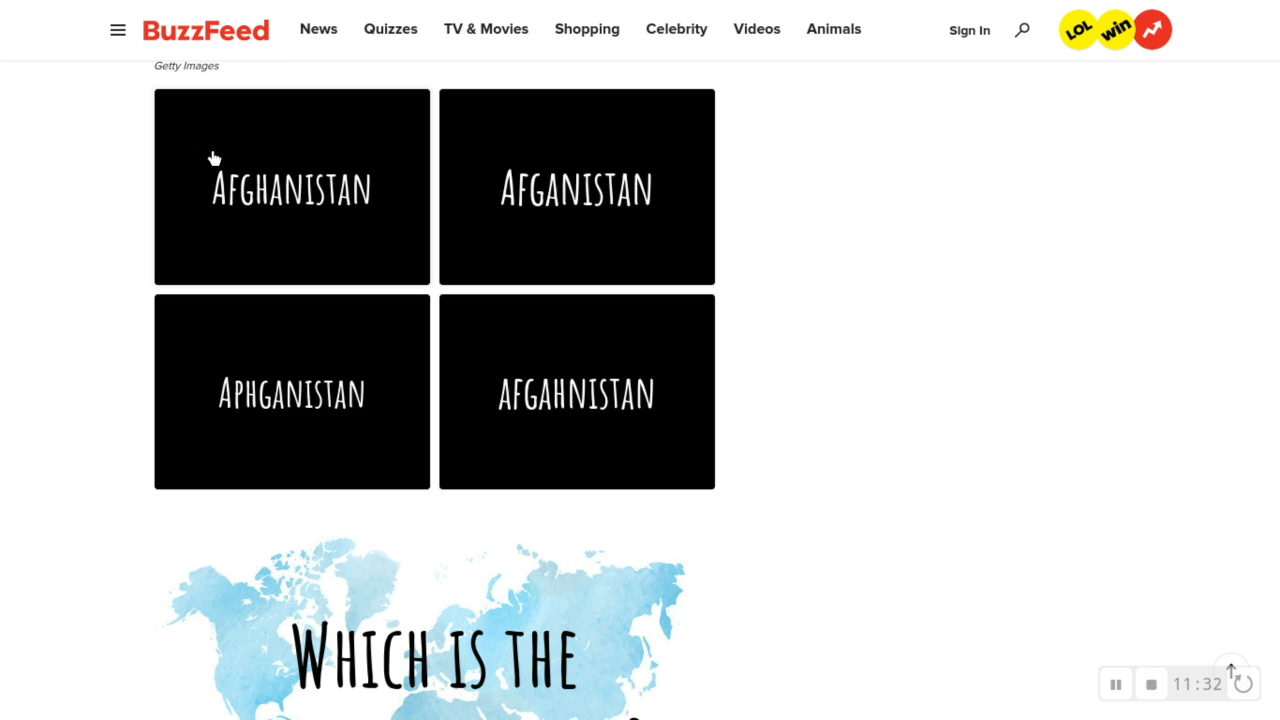 BuzzFeed
News Quizzes TV & Movies Shopping Celebrity Videos Animals Sign In LOL win
Getty Images
AFGHANISTAN AFGANISTAN
APHGANISTAN AFGAHNISTAN
WHICH IS THE
11:32